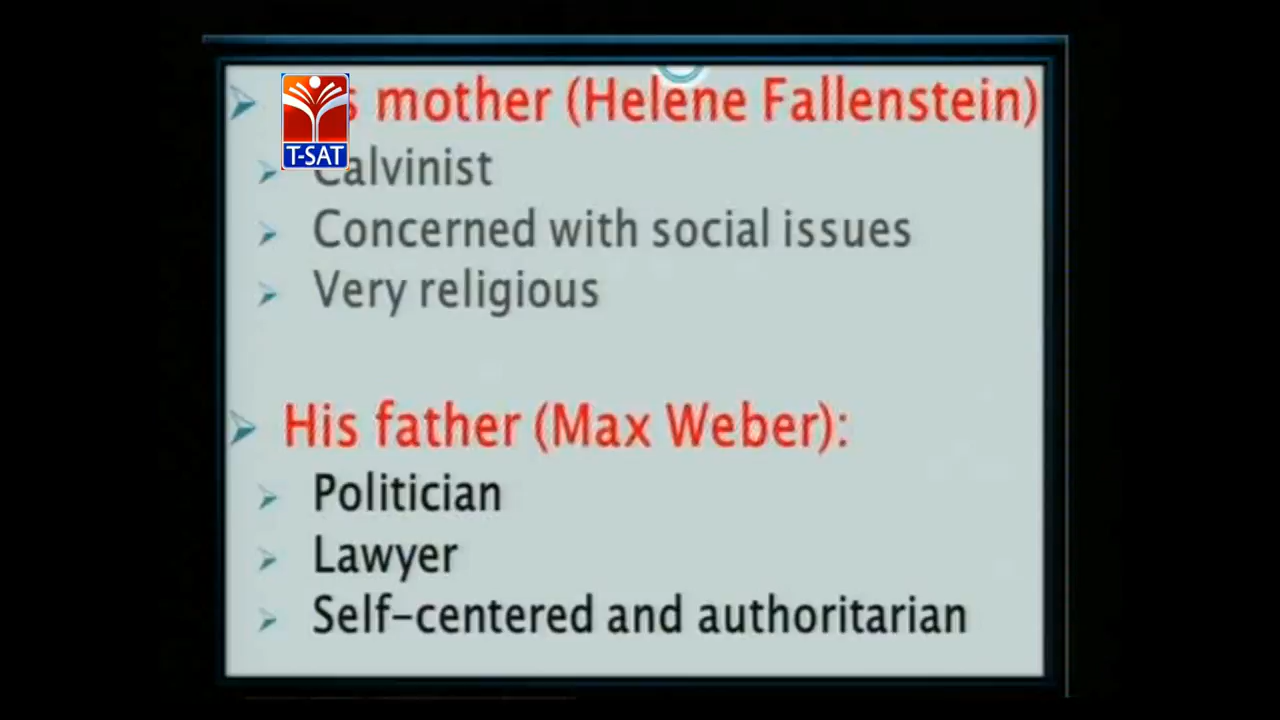 s mother (Helene Fallenstein)
T-SAT
Calvinist
Concerned with social issues
Very religious
His father (Max Weber):
Politician
Lawyer
Self-centered and authoritarian